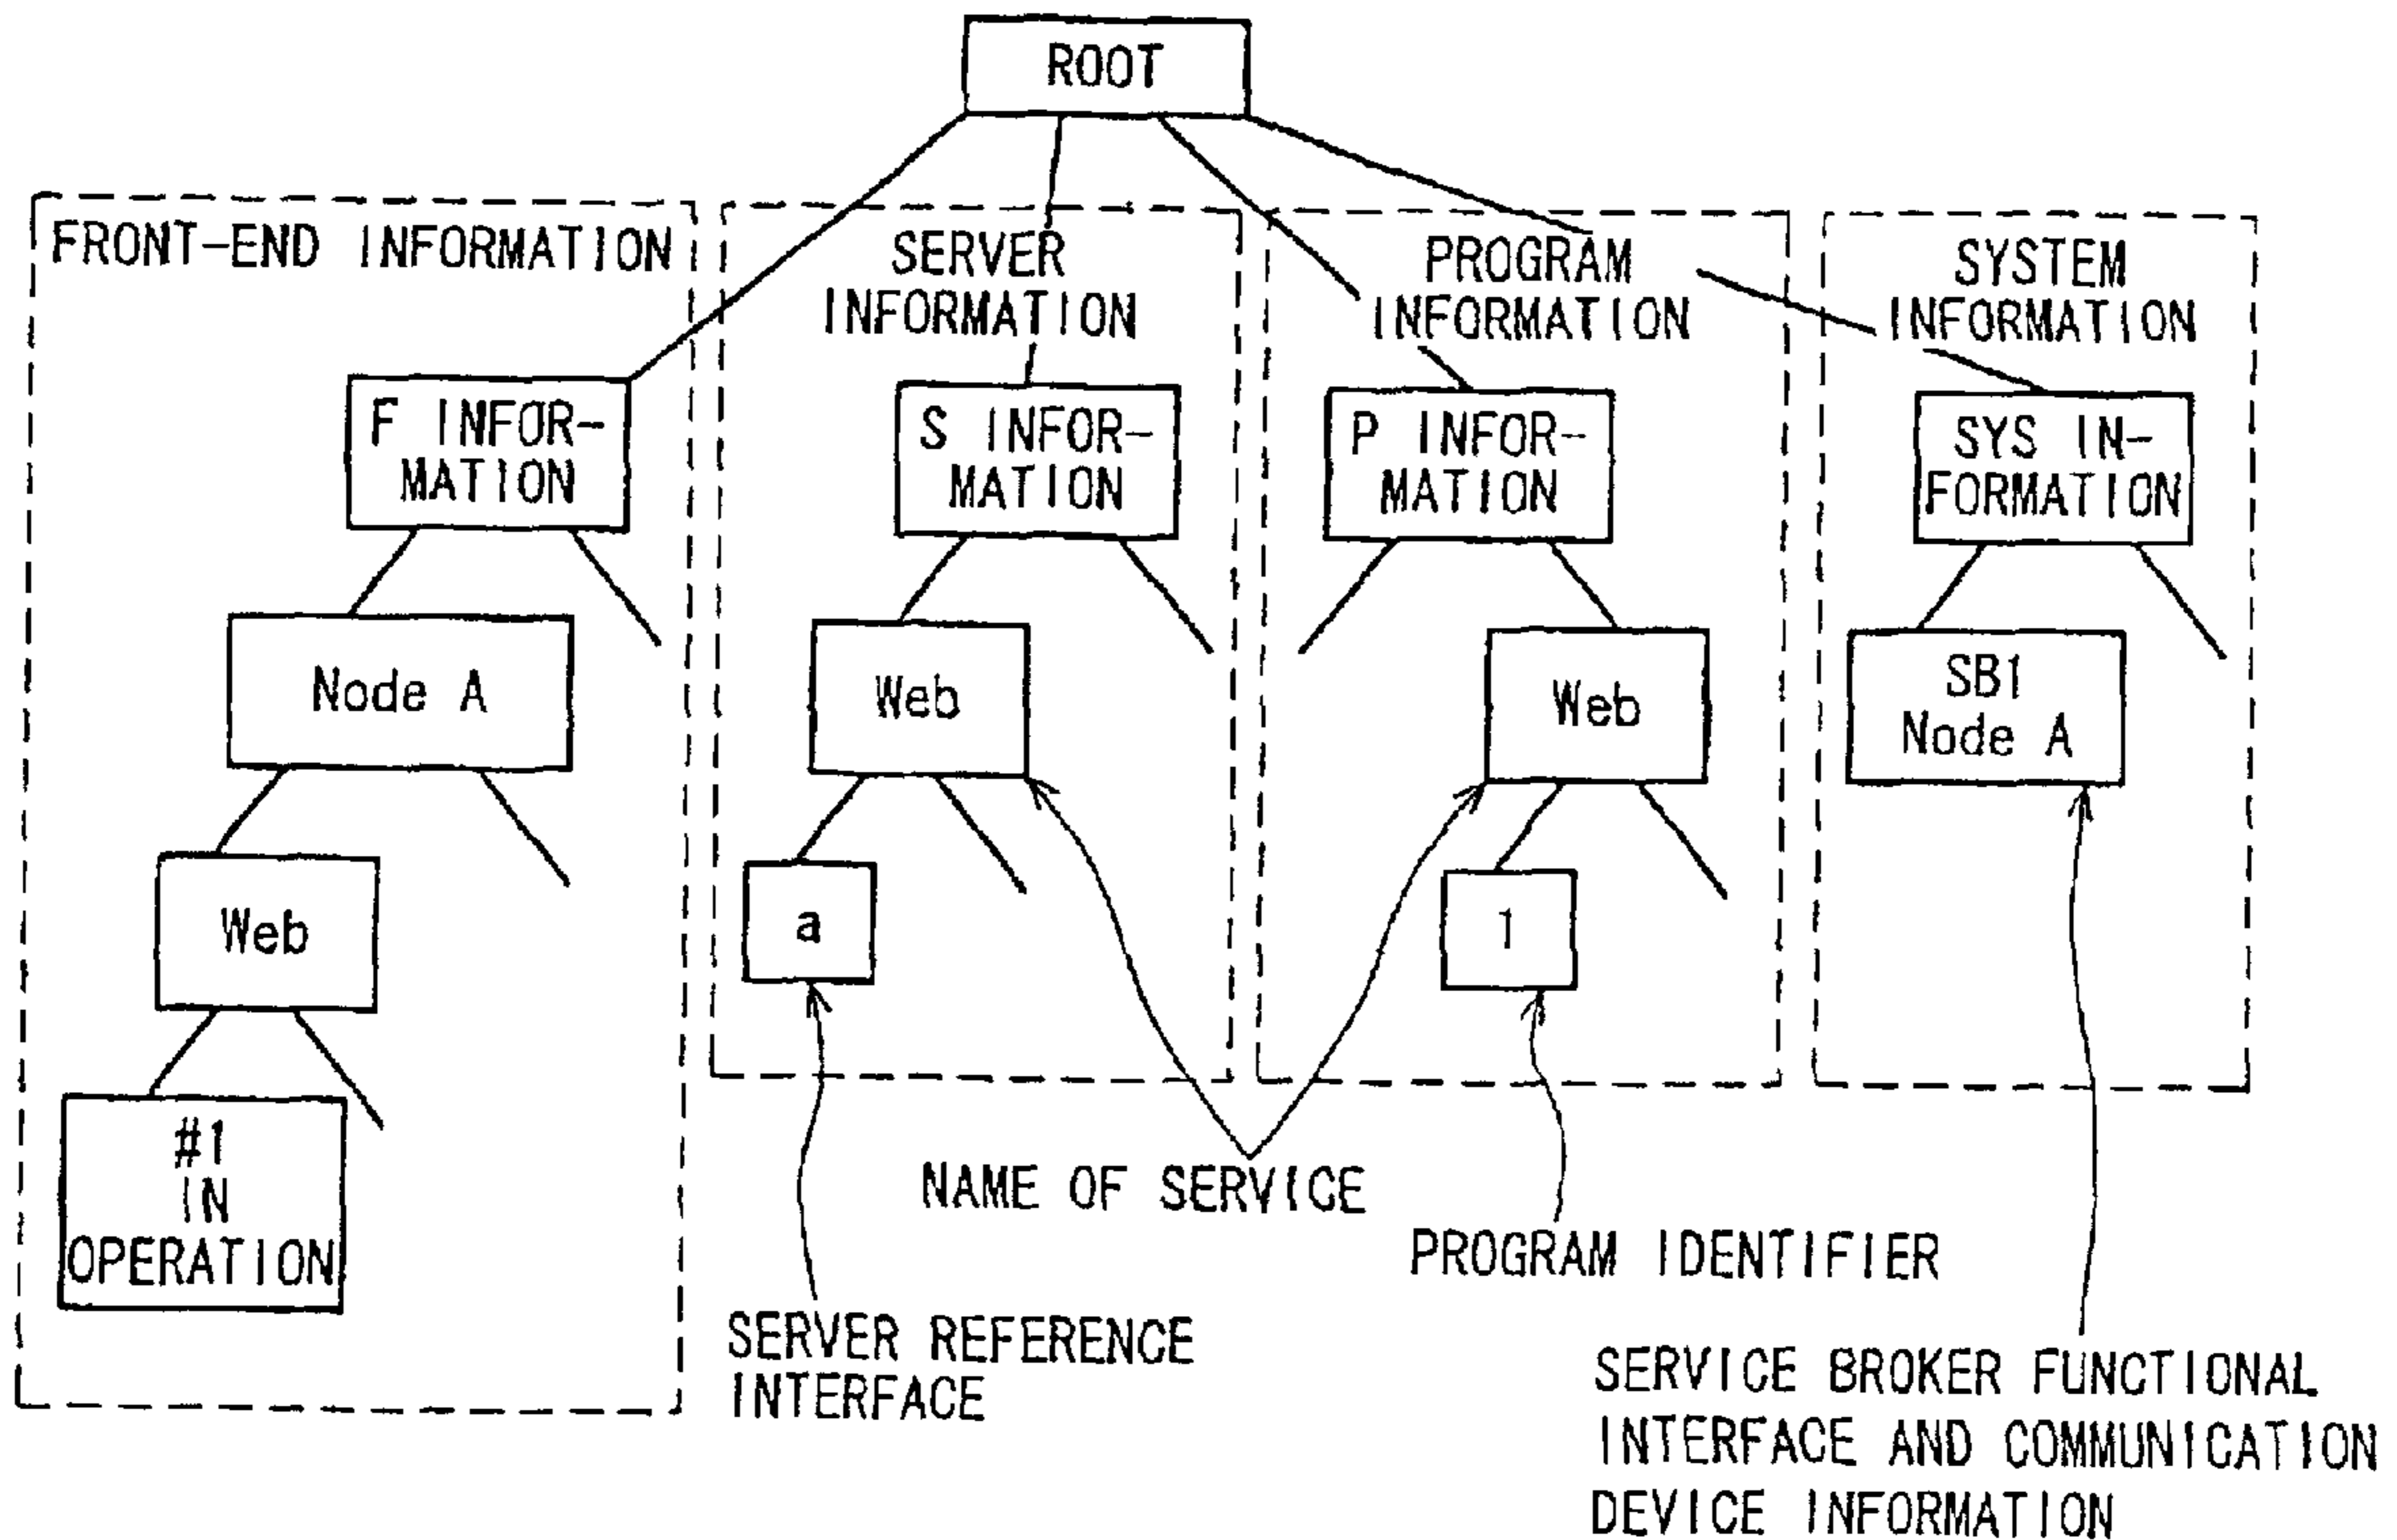 ROOT
FRONT-END INFORMATION
SERVER
INFORMATION
PROGRAM
INFORMATION
SYSTEM
INFORMATION
F INFOR-
MATION
S INFOR-
MATION
P INFOR-
MATION
SYS IN-
FORMATION
Node A
Web
Web
SB1
Node A
Web
a
1
#1
IN
OPERATION
NAME OF SERVICE
PROGRAM IDENTIFIER
SERVER REFERENCE
INTERFACE
SERVICE BROKER FUNCTIONAL
INTERFACE AND COMMUNICATION
DEVICE INFORMATION